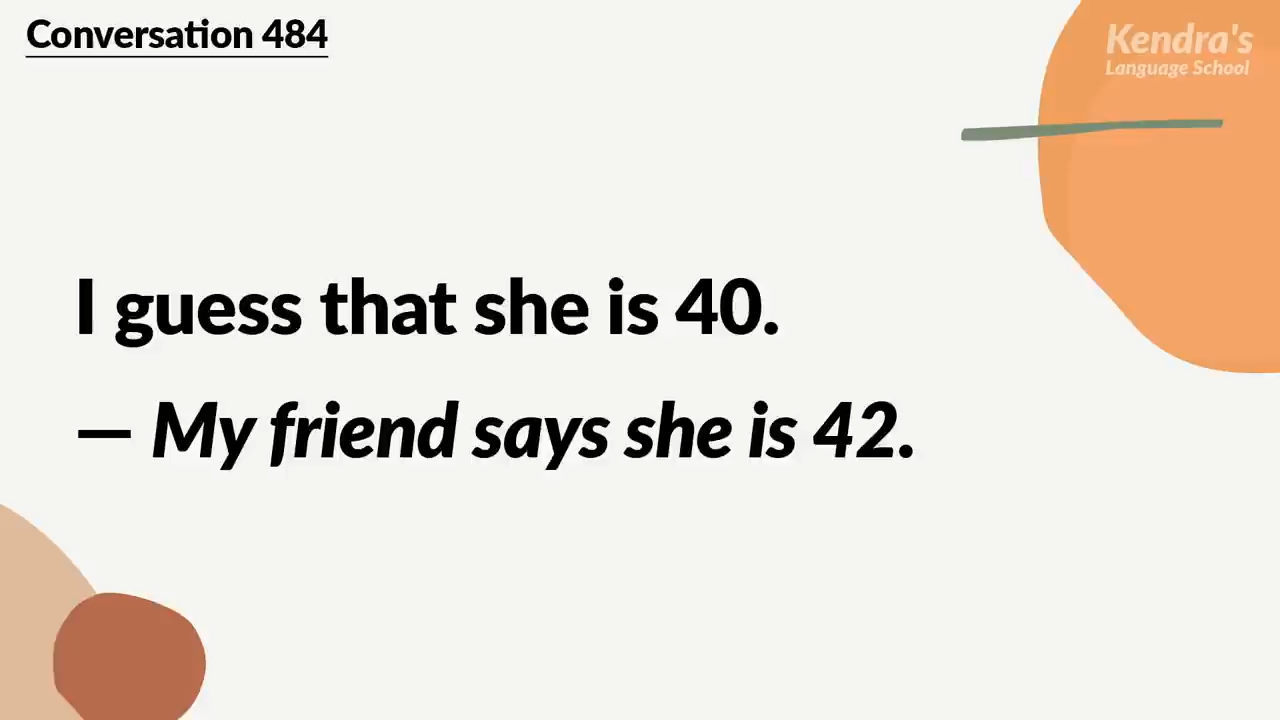 Conversation 484
Kendra's
Language School
I guess that she is 40.
— My friend says she is 42.